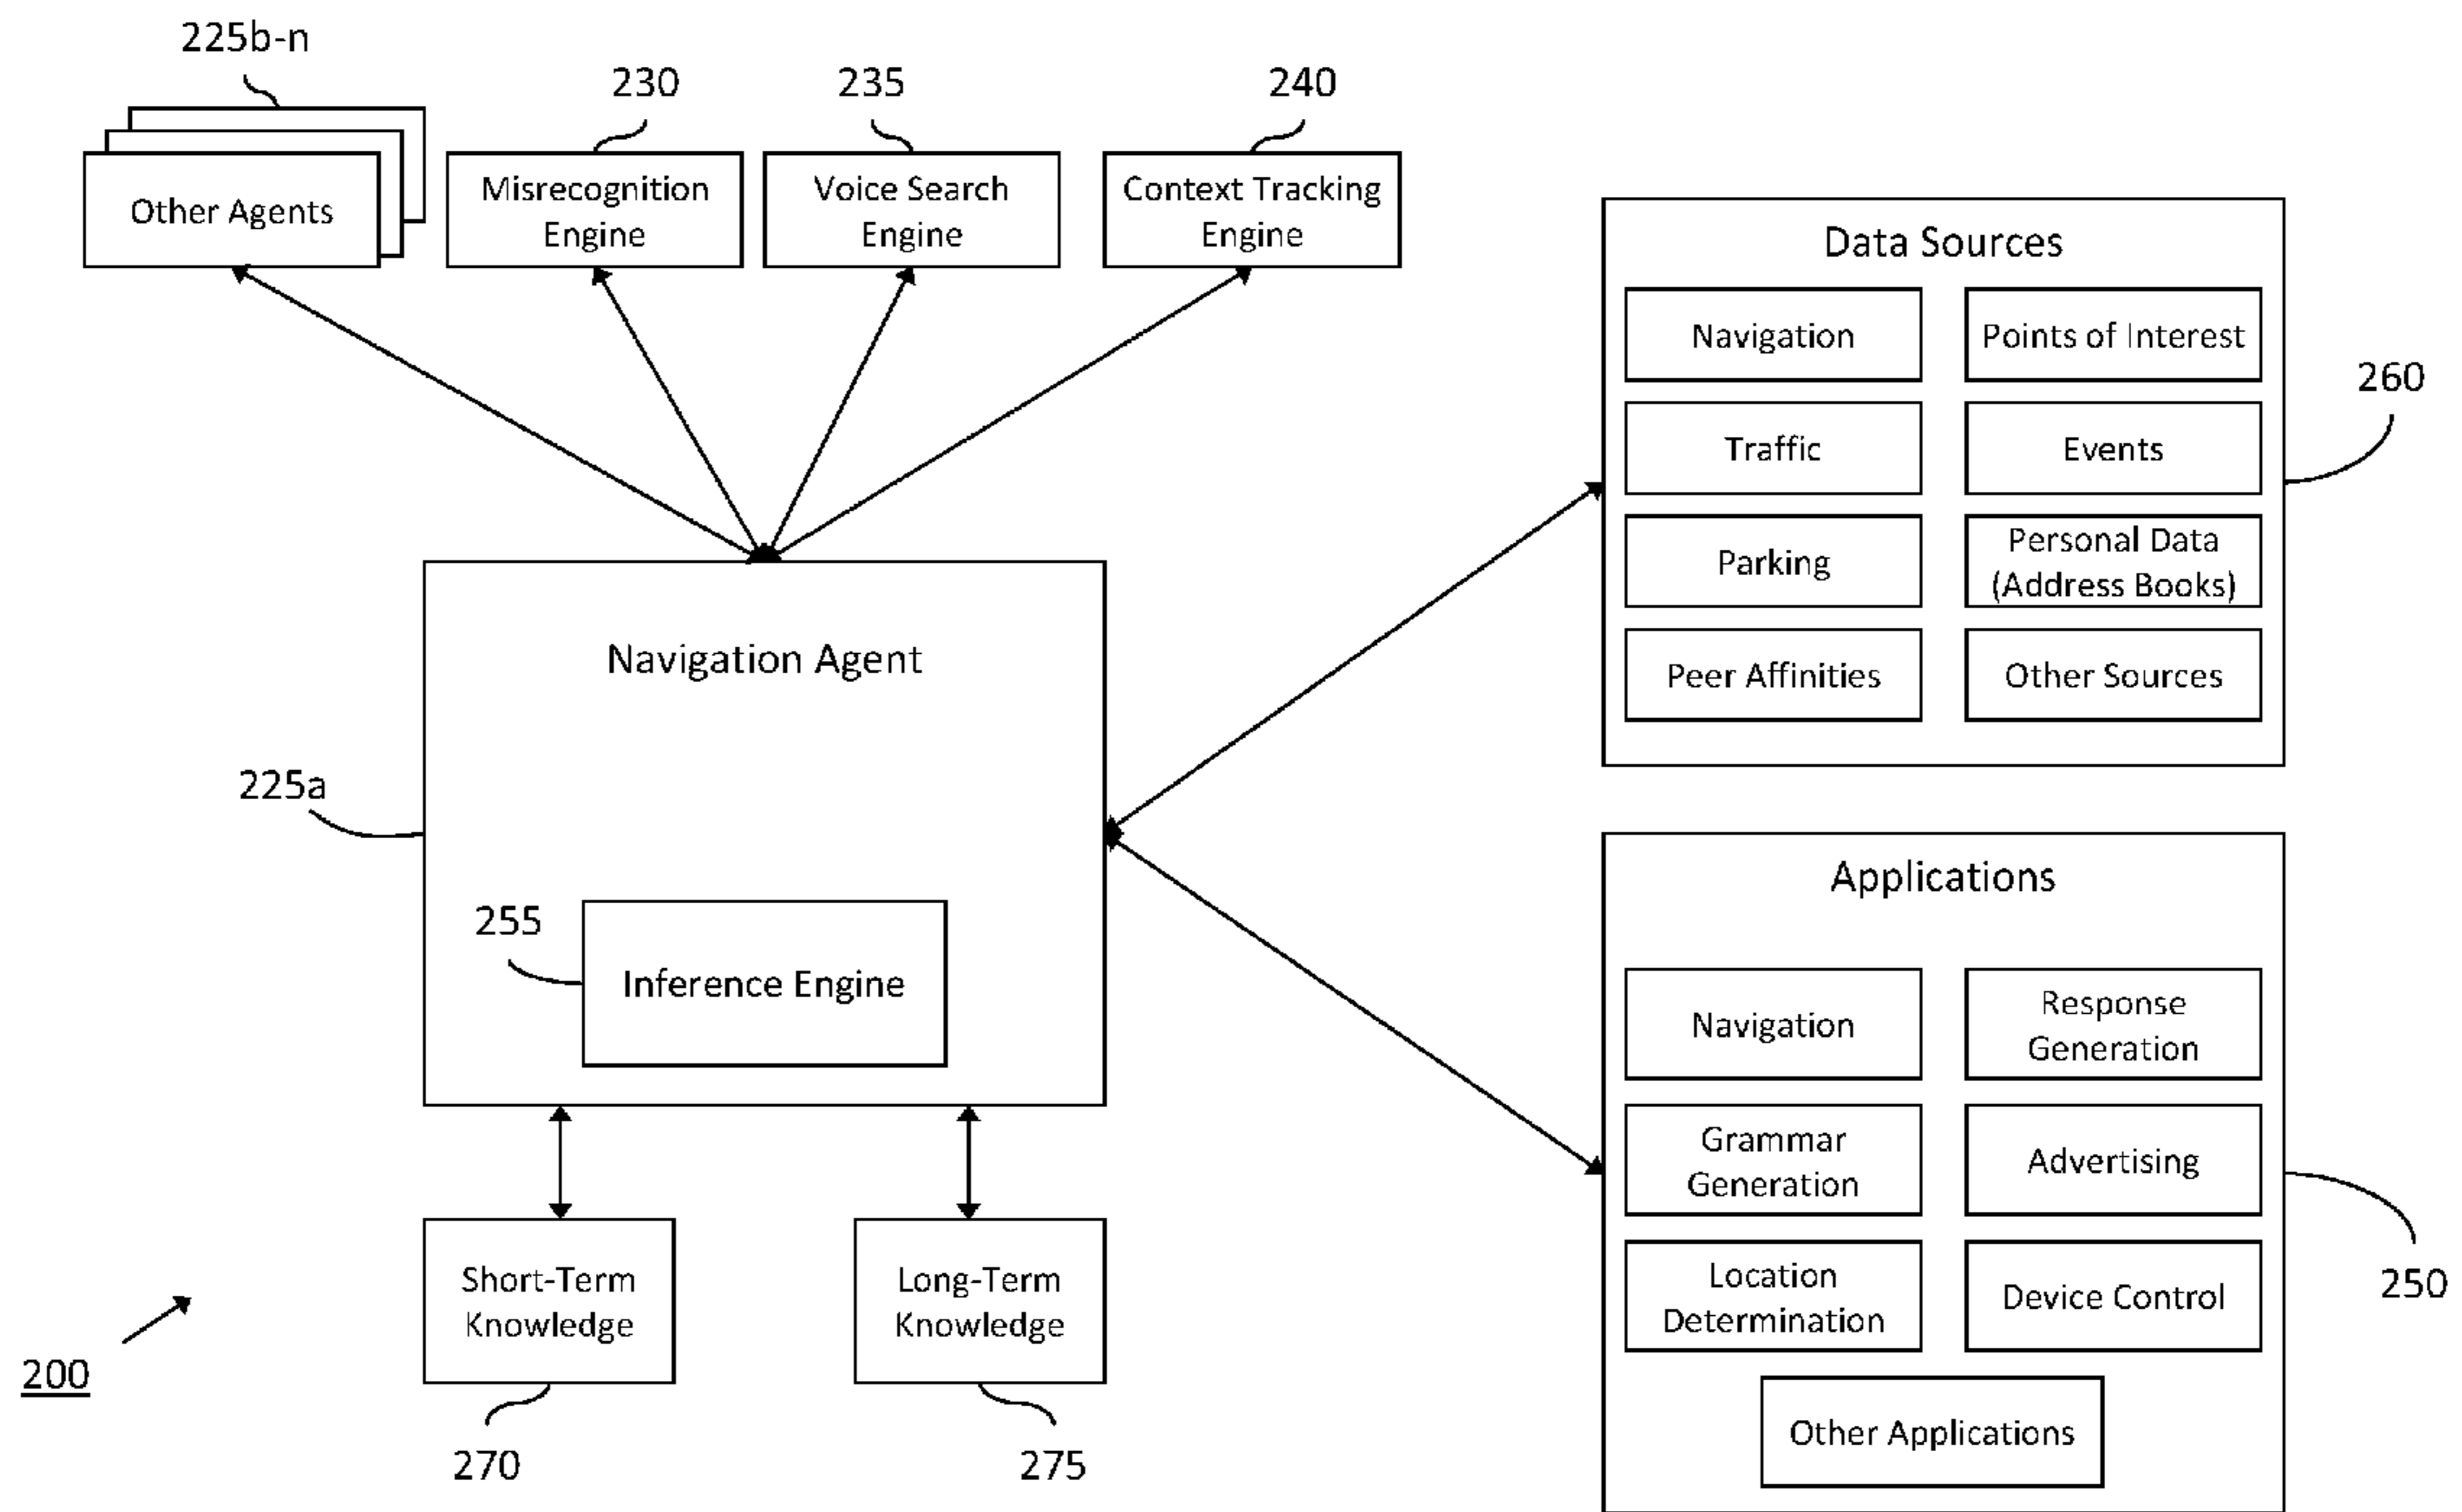 225b-n
230
235
240
Other Agents
Misrecognition
Engine
Voice Search
Engine
Context Tracking
Engine
Data Sources
Navigation
Points of Interest
Traffic
Events
Parking
Personal Data
(Address Books)
Peer Affinities
Other Sources
260
Navigation Agent
225a
255
Inference Engine
Applications
Navigation
Response
Generation
Grammar
Generation
Advertising
Location
Determination
Device Control
Other Applications
250
Short-Term
Knowledge
Long-Term
Knowledge
200
270
275